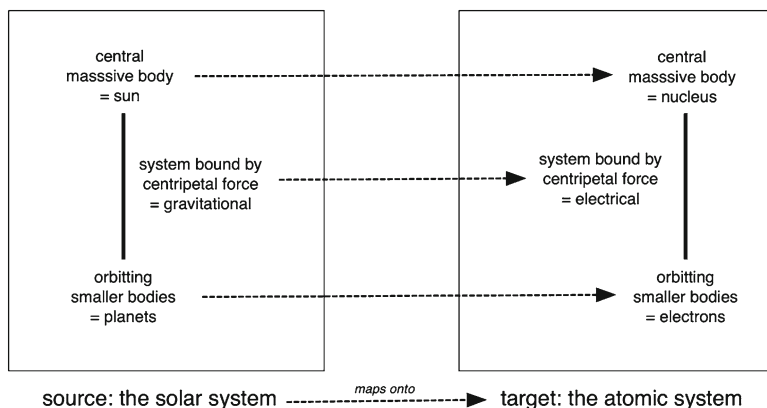 central
masssive body
= sun
central
masssive body
= nucleus
system bound by
centripetal force
= gravitational
system bound by
centripetal force
= electrical
orbitting
smaller bodies
= planets
orbitting
smaller bodies
= electrons
source: the solar system
maps onto
target: the atomic system